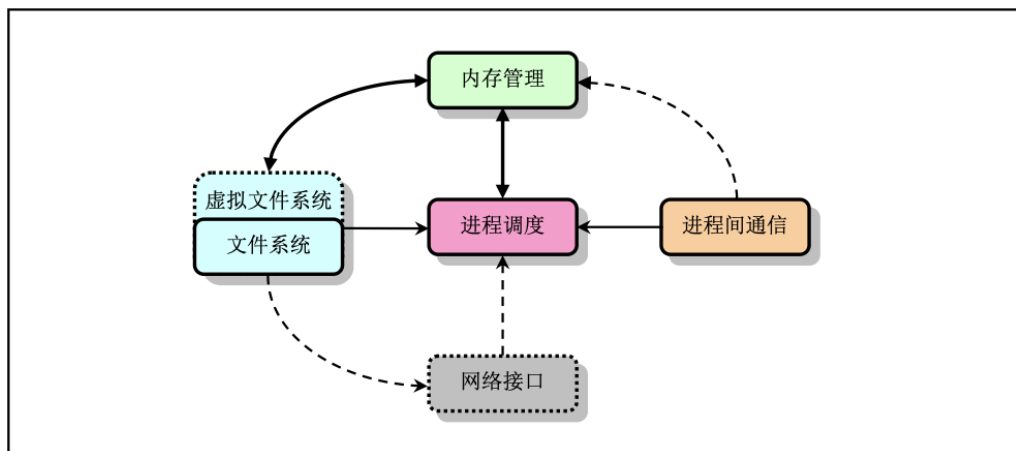 内存管理
虚拟文件系统
文件系统
进程调度
进程间通信
网络接口